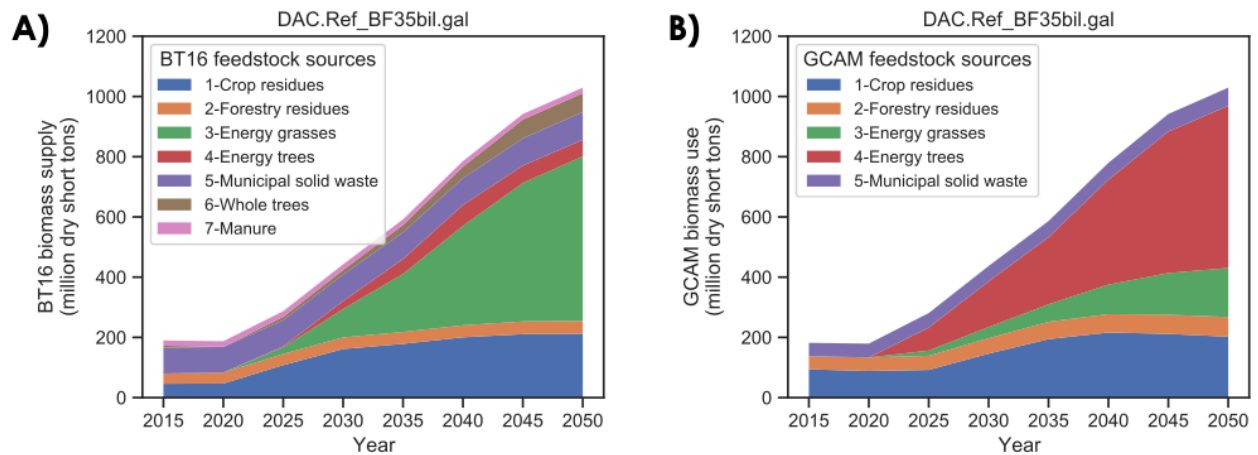 A)
DAC.Ref_BF35bil.gal
BT16 biomass supply
(million dry short tons)
1200
1000
800
600
400
200
0
BT16 feedstock sources
1-Crop residues
2-Forestry residues
3-Energy grasses
4-Energy trees
5-Municipal solid waste
6-Whole trees
7-Manure
2015 2020 2025 2030 2035 2040 2045 2050
Year
B)
DAC.Ref_BF35bil.gal
GCAM biomass use
(million dry short tons)
1200
1000
800
600
400
200
0
GCAM feedstock sources
1-Crop residues
2-Forestry residues
3-Energy grasses
4-Energy trees
5-Municipal solid waste
2015 2020 2025 2030 2035 2040 2045 2050
Year